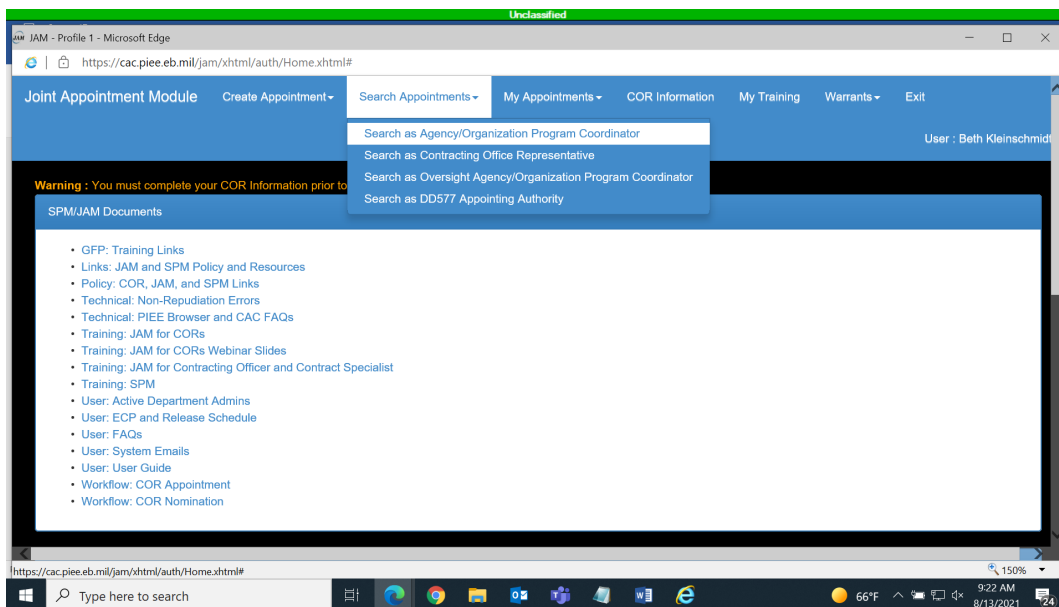 Unclassified
JAM - Profile 1 - Microsoft Edge
https://cac.piee.eb.mil/jam/xhtml/auth/Home.xhtml#
Joint Appointment Module Create Appointment Search Appointments My Appointments COR Information My Training Warrants Exit
Search as Agency/Organization Program Coordinator
User : Beth Kleinschmidt
Search as Contracting Office Representative
Search as Oversight Agency/Organization Program Coordinator
Search as DD577 Appointing Authority
Warning : You must complete your COR Information prior to
SPM/JAM Documents
• GFP: Training Links
• Links: JAM and SPM Policy and Resources
• Policy: COR, JAM, and SPM Links
• Technical: Non-Repudiation Errors
• Technical: PIEE Browser and CAC FAQs
• Training: JAM for CORs
• Training: JAM for CORs Webinar Slides
• Training: JAM for Contracting Officer and Contract Specialist
• Training: SPM
• User: Active Department Admins
• User: ECP and Release Schedule
• User: FAQs
• User: System Emails
• User: User Guide
• Workflow: COR Appointment
• Workflow: COR Nomination
https://cac.piee.eb.mil/jam/xhtml/auth/Home.xhtml#
150%
Type here to search
66°F
9:22 AM
8/13/2021
24